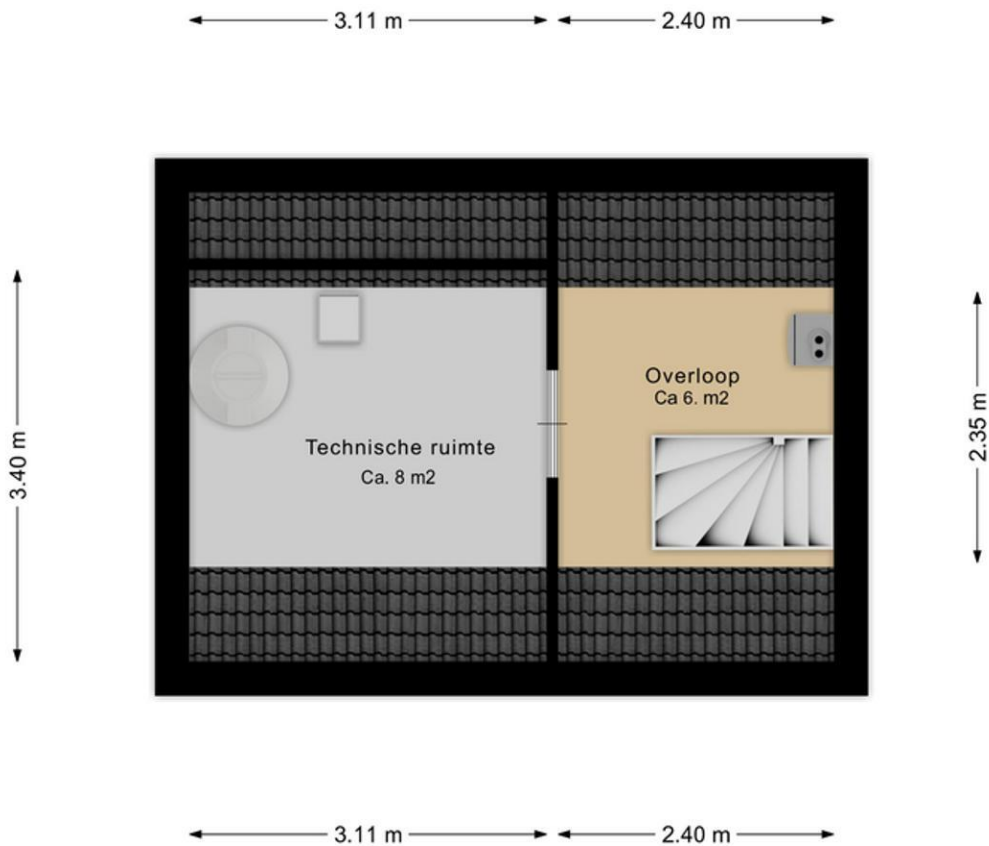 3.11 m
2.40 m
Overloop
Ca 6. m2
Technische ruimte
Ca. 8 m2
3.40 m
2.35 m
3.11 m
2.40 m